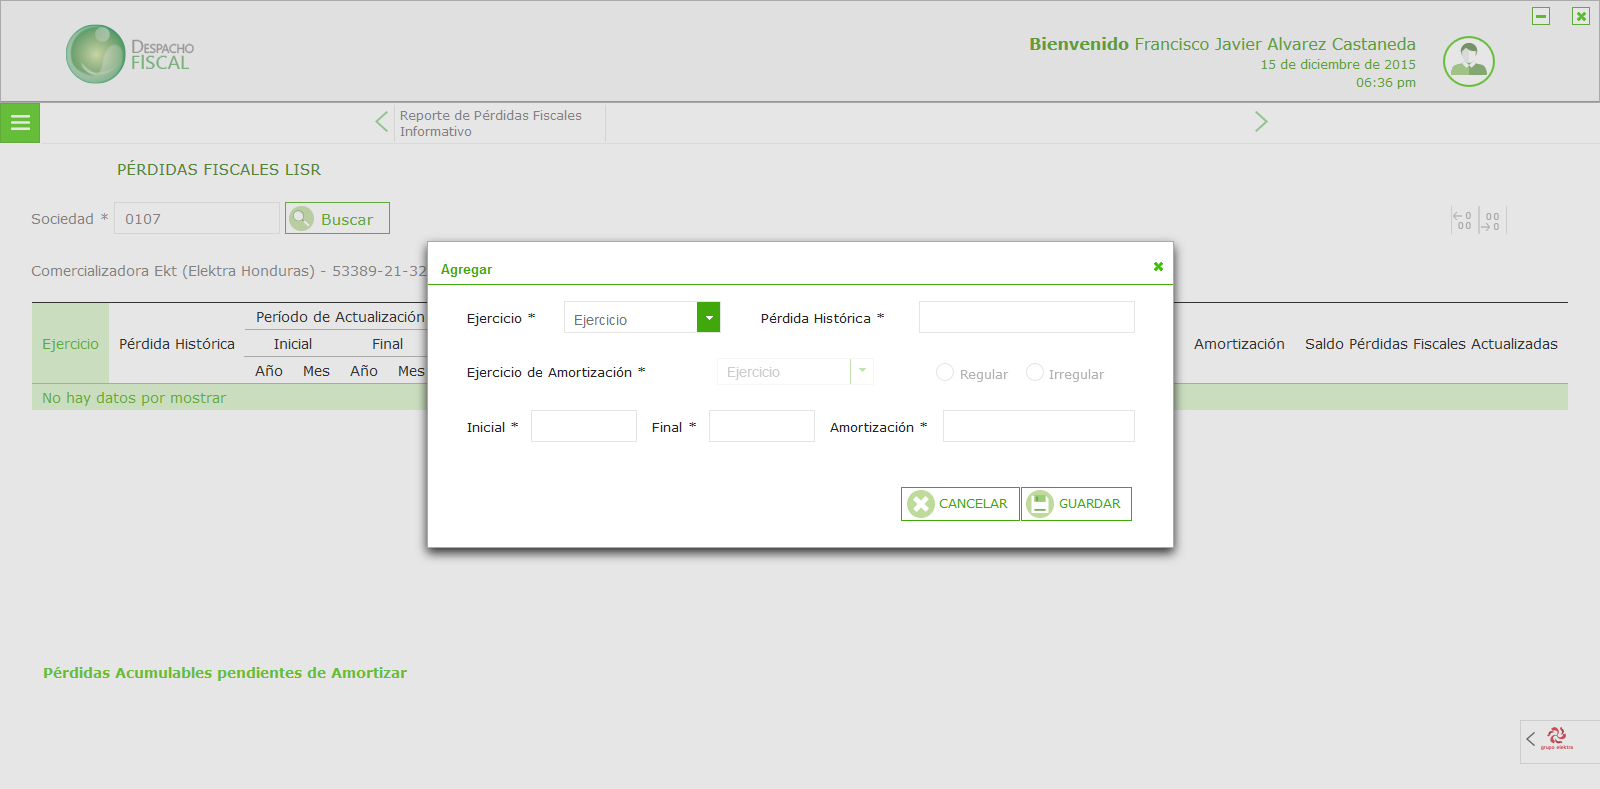 DESPACHO
FISCAL
Bienvenido Francisco Javier Alvarez Castaneda
15 de diciembre de 2015
06:36 pm
Reporte de Pérdidas Fiscales
Informativo
PÉRDIDAS FISCALES LISR
Sociedad * 0107 Buscar
←0 00
00 →0
Comercializadora Ekt (Elektra Honduras) - 53389-21-32
Agregar
Ejercicio * Ejercicio Pérdida Histórica *
Ejercicio de Amortización * Ejercicio Regular Irregular
Inicial * Final * Amortización *
CANCELAR GUARDAR
Período de Actualización
Ejercicio Pérdida Histórica Inicial Final Amortización Saldo Pérdidas Fiscales Actualizadas
Año Mes Año Mes
No hay datos por mostrar
Pérdidas Acumulables pendientes de Amortizar
grupo elektra